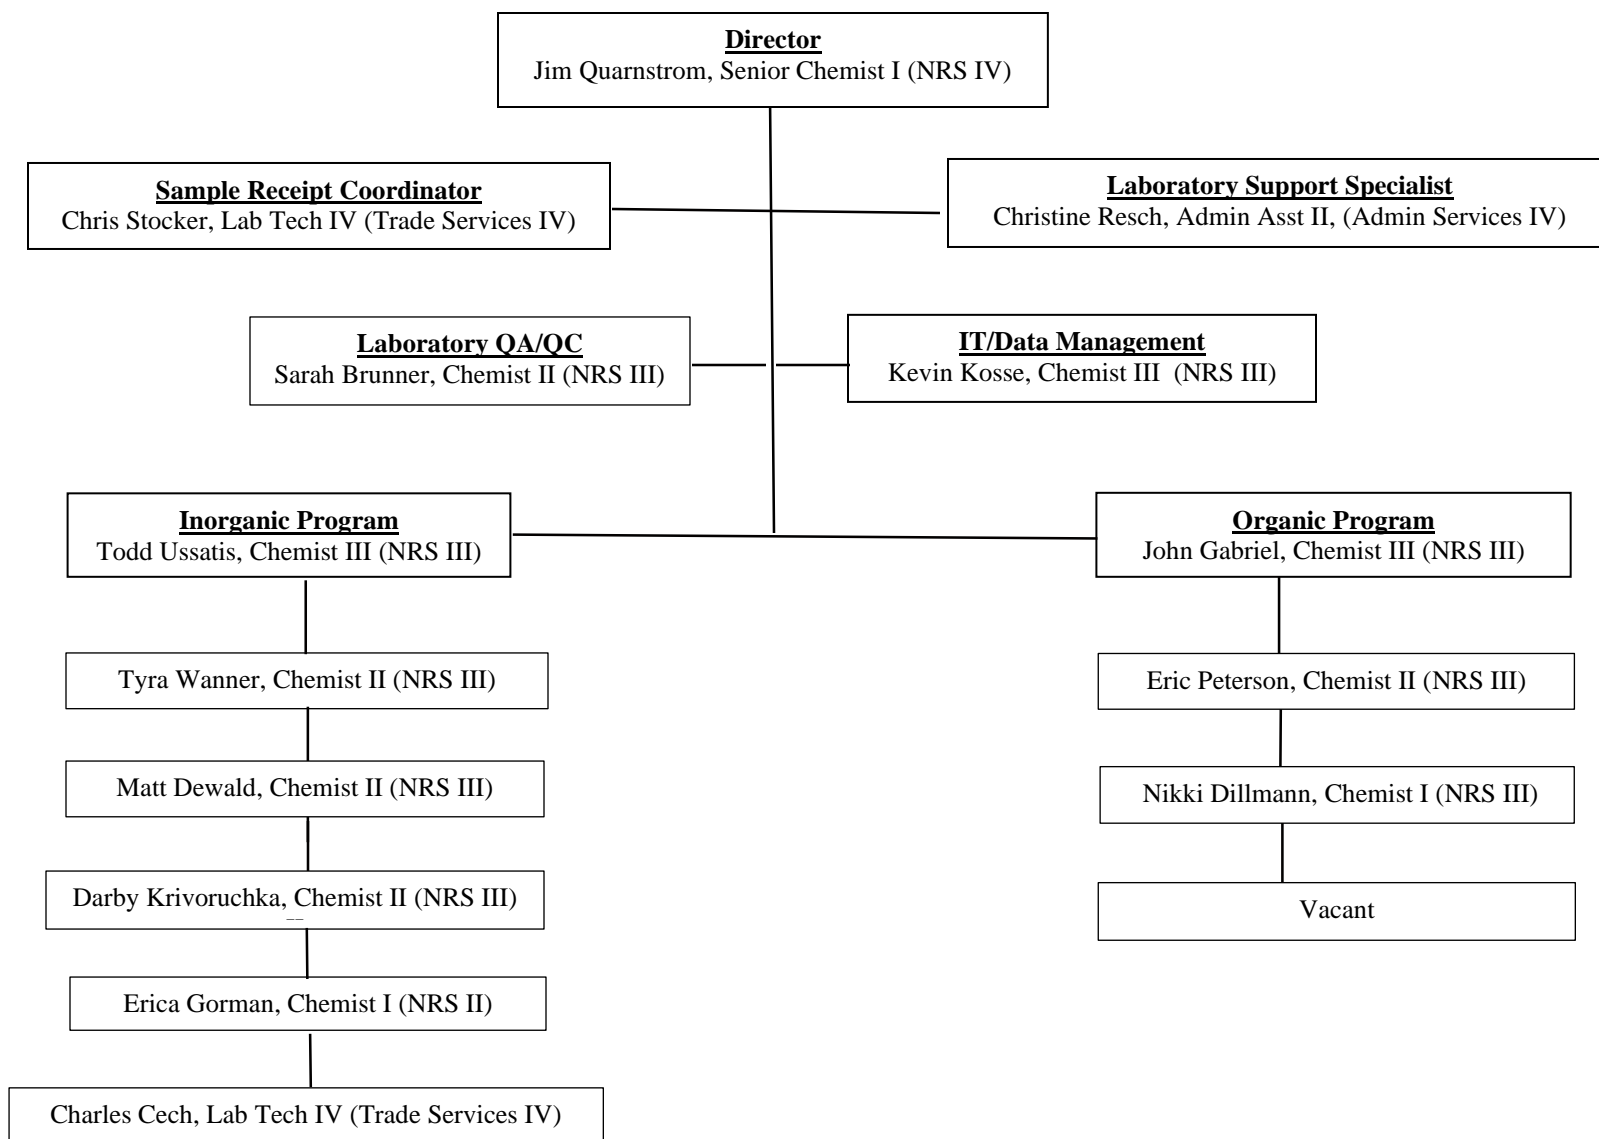 Director
Jim Quarnstrom, Senior Chemist I (NRS IV)
Sample Receipt Coordinator
Chris Stocker, Lab Tech IV (Trade Services IV)
Laboratory Support Specialist
Christine Resch, Admin Asst II, (Admin Services IV)
Laboratory QA/QC
Sarah Brunner, Chemist II (NRS III)
IT/Data Management
Kevin Kosse, Chemist III (NRS III)
Inorganic Program
Todd Ussatis, Chemist III (NRS III)
Organic Program
John Gabriel, Chemist III (NRS III)
Tyra Wanner, Chemist II (NRS III)
Eric Peterson, Chemist II (NRS III)
Matt Dewald, Chemist II (NRS III)
Nikki Dillmann, Chemist I (NRS III)
Darby Krivoruchka, Chemist II (NRS III)
Vacant
Erica Gorman, Chemist I (NRS II)
Charles Cech, Lab Tech IV (Trade Services IV)